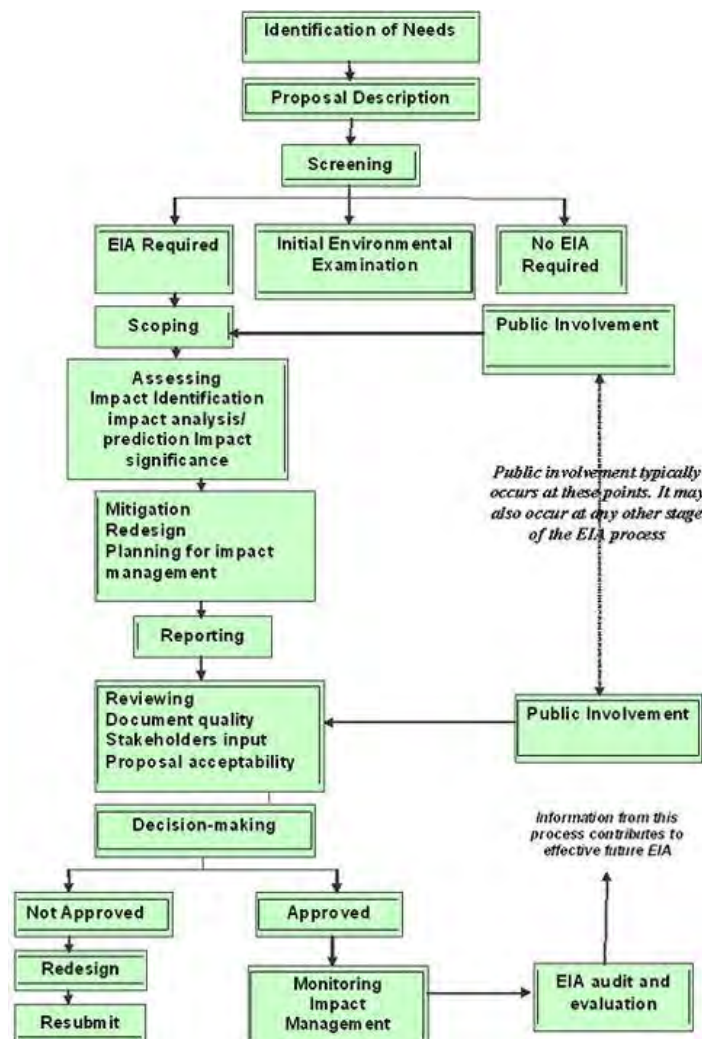 Identification of Needs
Proposal Description
Screening
EIA Required
Initial Environmental
Examination
No EIA
Required
Scoping
Public Involvement
Assessing
Impact Identification
impact analysis/
prediction Impact
significance
Public involvement typically
occurs at these points. It may
also occur at any other stage
of the EIA process
Mitigation
Redesign
Planning for impact
management
Reporting
Reviewing
Document quality
Stakeholders input
Proposal acceptability
Public Involvement
Decision-making
Information from this
process contributes to
effective future EIA
Not Approved
Approved
Redesign
Resubmit
Monitoring
Impact
Management
EIA audit and
evaluation